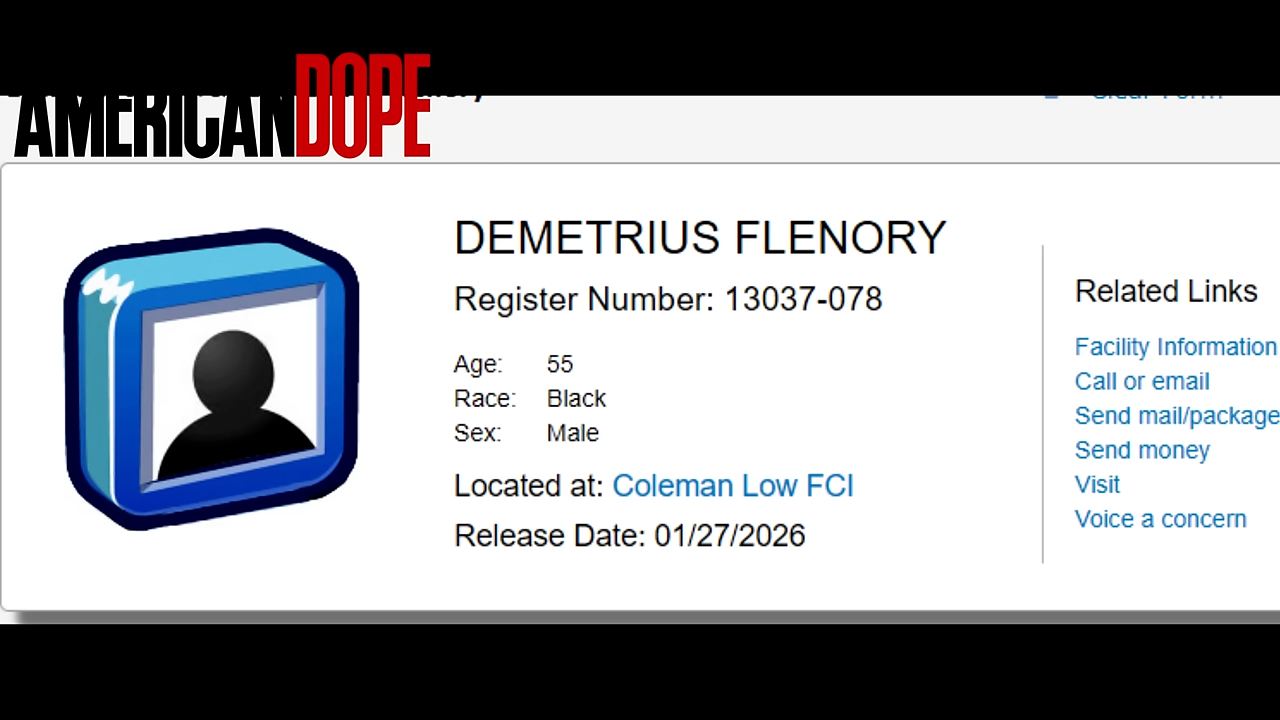 AMERICANDOPE
DEMETRIUS FLENORY
Register Number: 13037-078
Age: 55
Race: Black
Sex: Male
Located at: Coleman Low FCI
Release Date: 01/27/2026
Related Links
Facility Information
Call or email
Send mail/package
Send money
Visit
Voice a concern